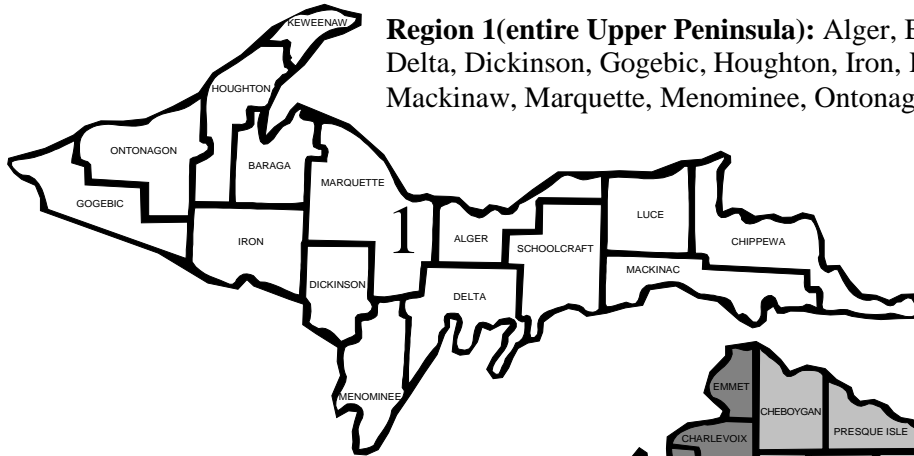 KEWEENAW
Region 1(entire Upper Peninsula): Alger,
Delta, Dickinson, Gogebic, Houghton, Iron,
Mackinaw, Marquette, Menominee,
HOUGHTON
ONTONAGON
BARAGA
MARQUETTE
GOGEBIC
LUCE
1
IRON
ALGER
SCHOOLCRAFT
CHIPPEWA
MACKINAC
DICKINSON
DELTA
MENOMINEE
EMMET
CHEBOYGAN
PRESQUE ISLE
CHARLEVOIX